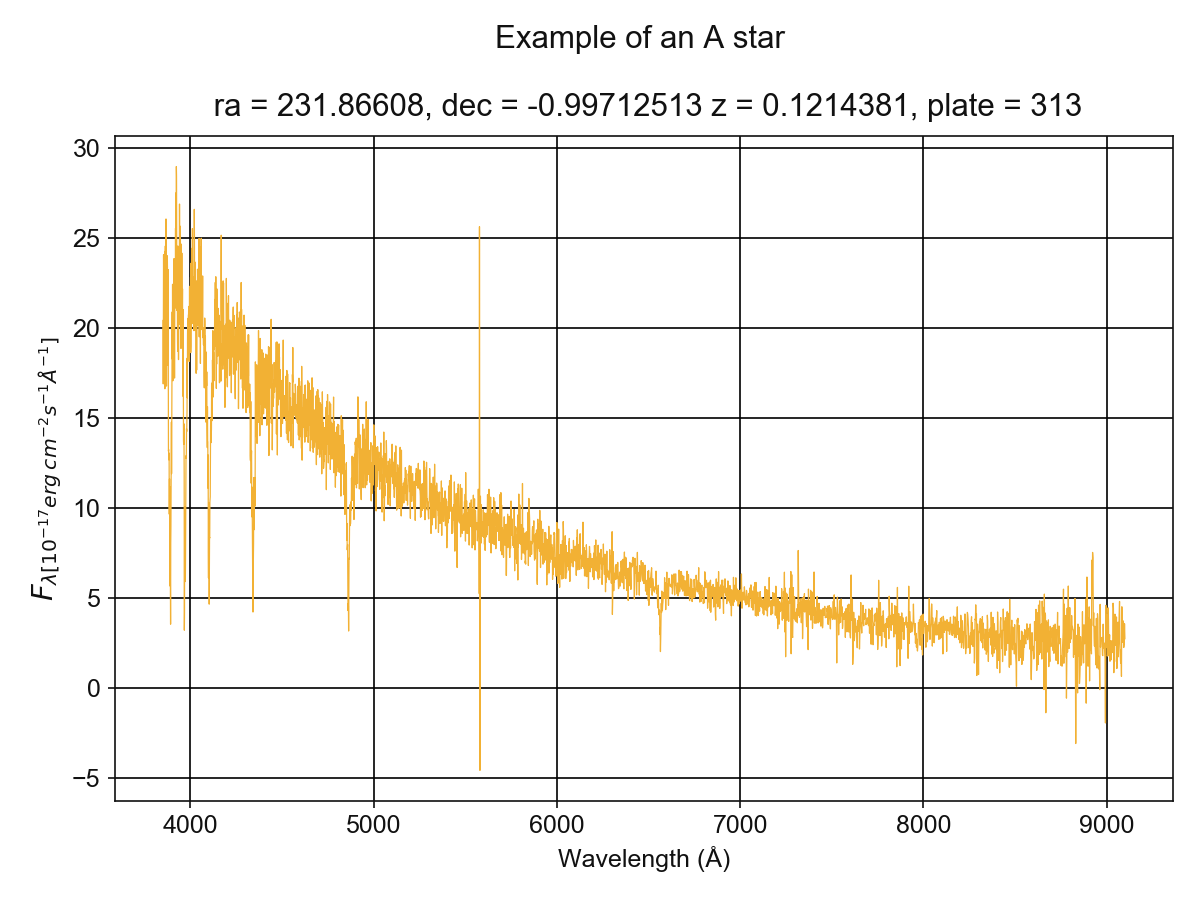 Example of an A star
ra = 231.86608, dec = -0.99712513 z = 0.1214381, plate = 313
30
25
20
15
10
5
0
−5
F_{λ[10^{−17} erg cm^{−2} s^{−1} Å^{−1}]}
4000 5000 6000 7000 8000 9000
Wavelength (Å)